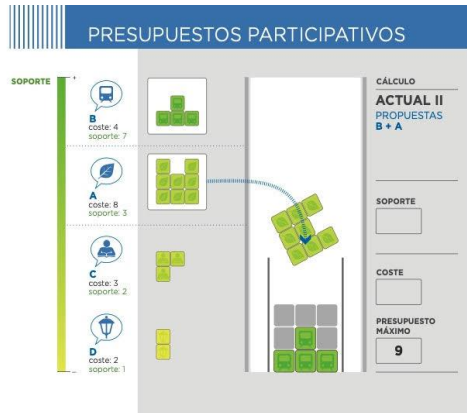 PRESUPUESTOS PARTICIPATIVOS
SOPORTE
+
B
coste: 4
soporte: 7
A
coste: 8
soporte: 3
C
coste: 3
soporte: 2
D
coste: 2
soporte: 1
-
CÁLCULO
ACTUAL II
PROPUESTAS
B + A
SOPORTE
COSTE
PRESUPUESTO
MÁXIMO
9